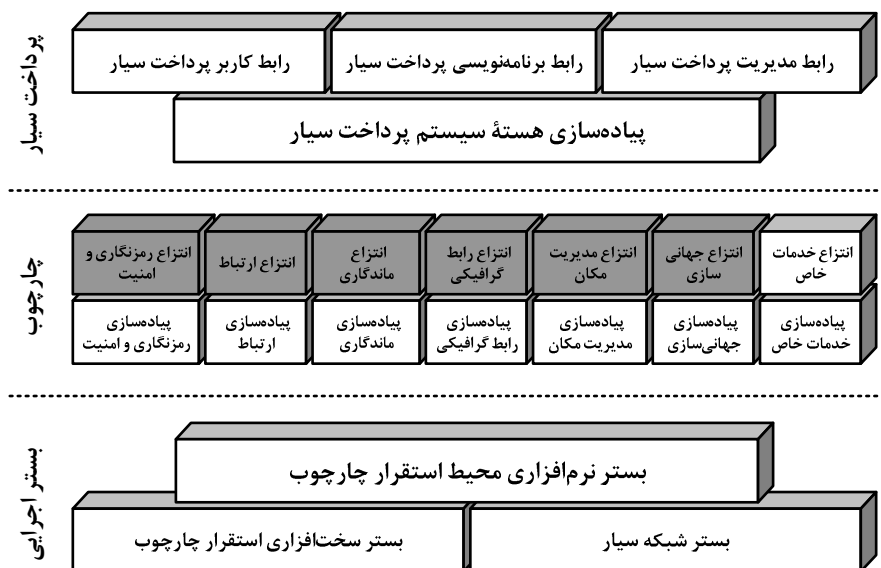 پرداخت سیار
رابط مدیریت پرداخت سیار
رابط برنامه‌نویسی پرداخت سیار
رابط کاربر پرداخت سیار
پیاده‌سازی هستهٔ سیستم پرداخت سیار
چارچوب
انتزاع خدمات
خاص
انتزاع جهانی
سازی
انتزاع مدیریت
مکان
انتزاع رابط
گرافیکی
انتزاع
ماندگاری
انتزاع ارتباط
انتزاع رمزنگاری و
امنیت
پیاده‌سازی
خدمات خاص
پیاده‌سازی
جهانی‌سازی
پیاده‌سازی
مدیریت مکان
پیاده‌سازی
رابط گرافیکی
پیاده‌سازی
ماندگاری
پیاده‌سازی
ارتباط
پیاده‌سازی
رمزنگاری و امنیت
بستر اجرایی
بستر نرم‌افزاری محیط استقرار چارچوب
بستر شبکه سیار
بستر سخت‌افزاری استقرار چارچوب